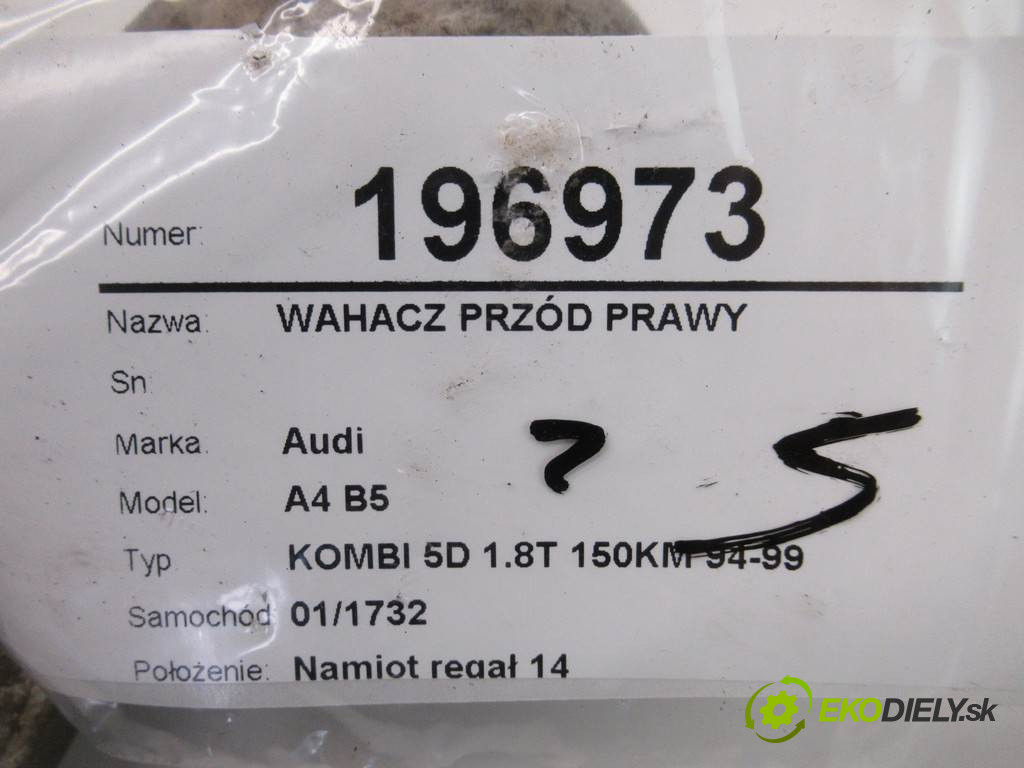 Numer: 196973
Nazwa: WAHACZ PRZÓD PRAWY
Sn:
Marka: Audi
Model: A4 B5
Typ KOMBI 5D 1.8T 150KM 94-99
Samochód 01/1732
Położenie: Namiot regał 14
EKODIELY.sk